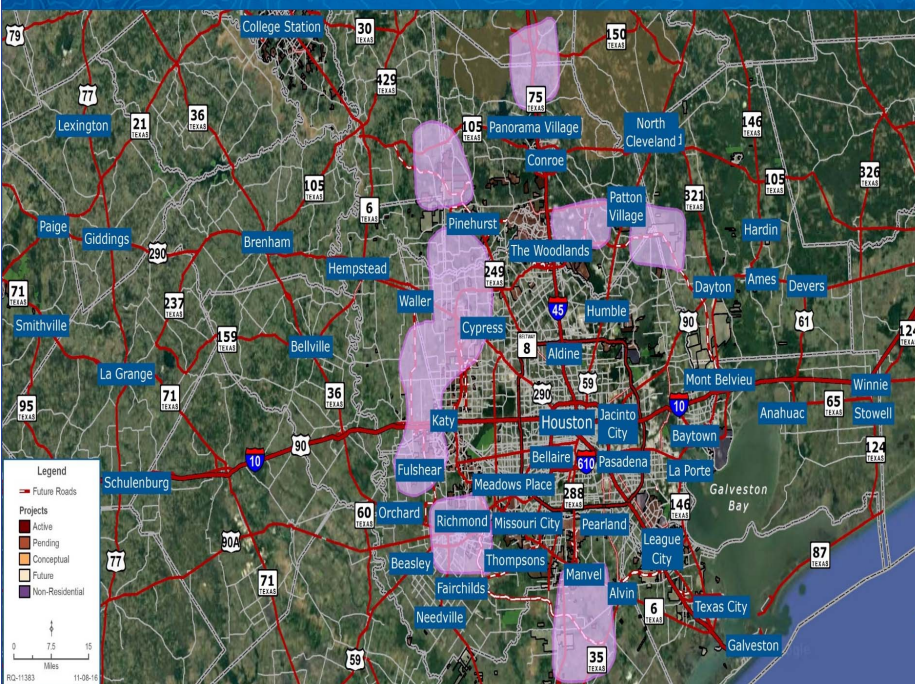 79
College Station
30
TEXAS
150
TEXAS
77
429
TEXAS
75
TEXAS
Lexington
21
TEXAS
36
TEXAS
105
TEXAS
Panorama Village
North
Cleveland
146
TEXAS
Conroe
326
TEXAS
105
TEXAS
6
TEXAS
105
TEXAS
Patton
Village
321
TEXAS
Paige
Giddings
290
Brenham
Pinehurst
Hardin
The Woodlands
Hempstead
249
TEXAS
Dayton
Ames
Devers
71
TEXAS
237
TEXAS
Waller
45
Humble
Smithville
159
TEXAS
Bellville
Cypress
BELTWAY
8
90
61
Aldine
La Grange
71
TEXAS
36
TEXAS
290
59
Mont Belvieu
Winnie
95
TEXAS
10
65
TEXAS
Katy
Houston
Jacinto
City
Anahuac
Stowell
90
Baytown
124
TEXAS
10
Fulshear
Bellaire
610
Pasadena
La Porte
Schulenburg
Meadows Place
288
TEXAS
Galveston
Bay
60
TEXAS
Orchard
146
TEXAS
Richmond
Missouri City
Pearland
90A
League
City
87
TEXAS
77
Beasley
Thompsons
71
TEXAS
Manvel
Fairchilds
Alvin
6
TEXAS
Texas City
Needville
Galveston
59
35
TEXAS
Legend
Future Roads
Projects
Active
Pending
Conceptual
Future
Non-Residential
0 7.5 15
Miles
RQ-11383 11-08-16